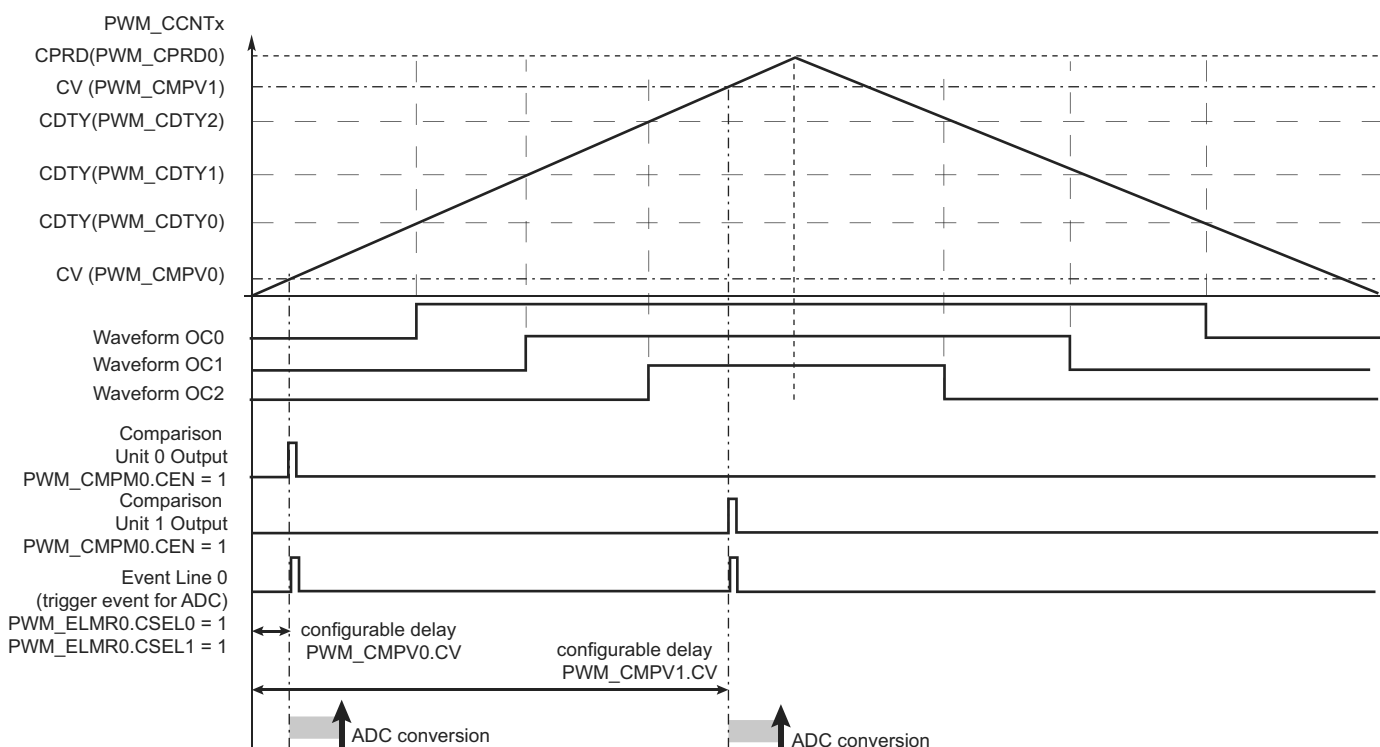 PWM_CCNTx
CPRD(PWM_CPRD0)
CV (PWM_CMPV1)
CDTY(PWM_CDTY2)
CDTY(PWM_CDTY1)
CDTY(PWM_CDTY0)
CV (PWM_CMPV0)
Waveform OC0
Waveform OC1
Waveform OC2
Comparison
Unit 0 Output
PWM_CMPM0.CEN = 1
Comparison
Unit 1 Output
PWM_CMPM0.CEN = 1
Event Line 0
(trigger event for ADC)
PWM_ELMR0.CSEL0 = 1
PWM_ELMR0.CSEL1 = 1
configurable delay
PWM_CMPV0.CV
configurable delay
PWM_CMPV1.CV
ADC conversion
ADC conversion